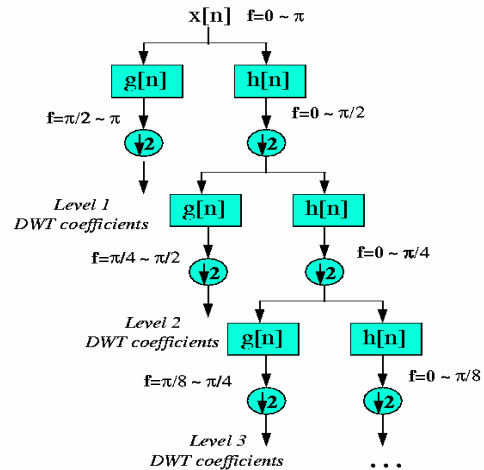 x[n] f=0 ~ π
g[n] h[n]
f=π/2 ~ π f=0 ~ π/2
↓2 ↓2
Level 1
DWT coefficients
g[n] h[n]
f=π/4 ~ π/2 f=0 ~ π/4
↓2 ↓2
Level 2
DWT coefficients
g[n] h[n]
f=π/8 ~ π/4 f=0 ~ π/8
↓2 ↓2
Level 3
DWT coefficients
...